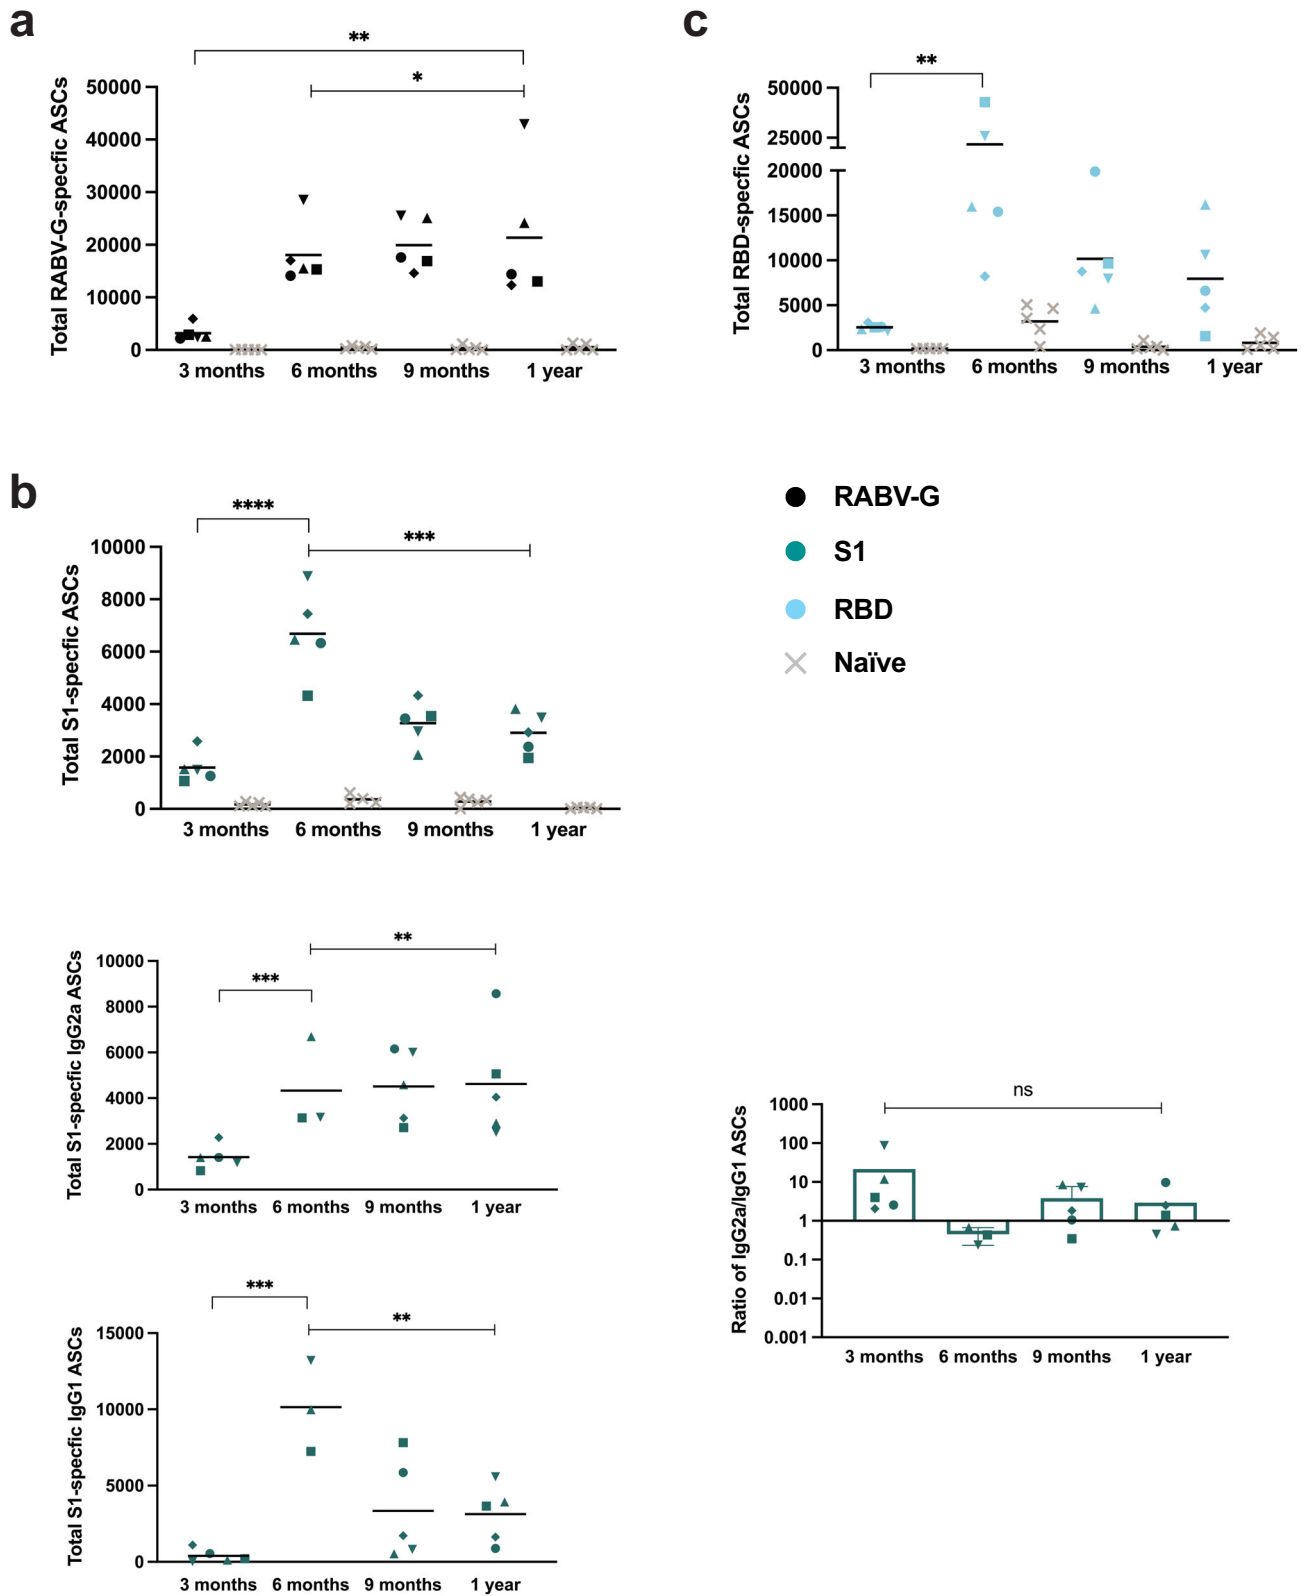 a
**
*
Total RABV-G-specfic ASCs
50000
40000
30000
20000
10000
0
3 months 6 months 9 months 1 year
c
**
Total RBD-specfic ASCs
50000
25000
20000
15000
10000
5000
0
3 months 6 months 9 months 1 year
b
****
***
Total S1-specfic ASCs
10000
8000
6000
4000
2000
0
3 months 6 months 9 months 1 year
RABV-G
S1
RBD
Naïve
**
***
Total S1-specfic IgG2a ASCs
10000
8000
6000
4000
2000
0
3 months 6 months 9 months 1 year
ns
Ratio of IgG2a/IgG1 ASCs
1000
100
10
1
0.1
0.01
0.001
3 months 6 months 9 months 1 year
***
**
Total S1-specfic IgG1 ASCs
15000
10000
5000
0
3 months 6 months 9 months 1 year